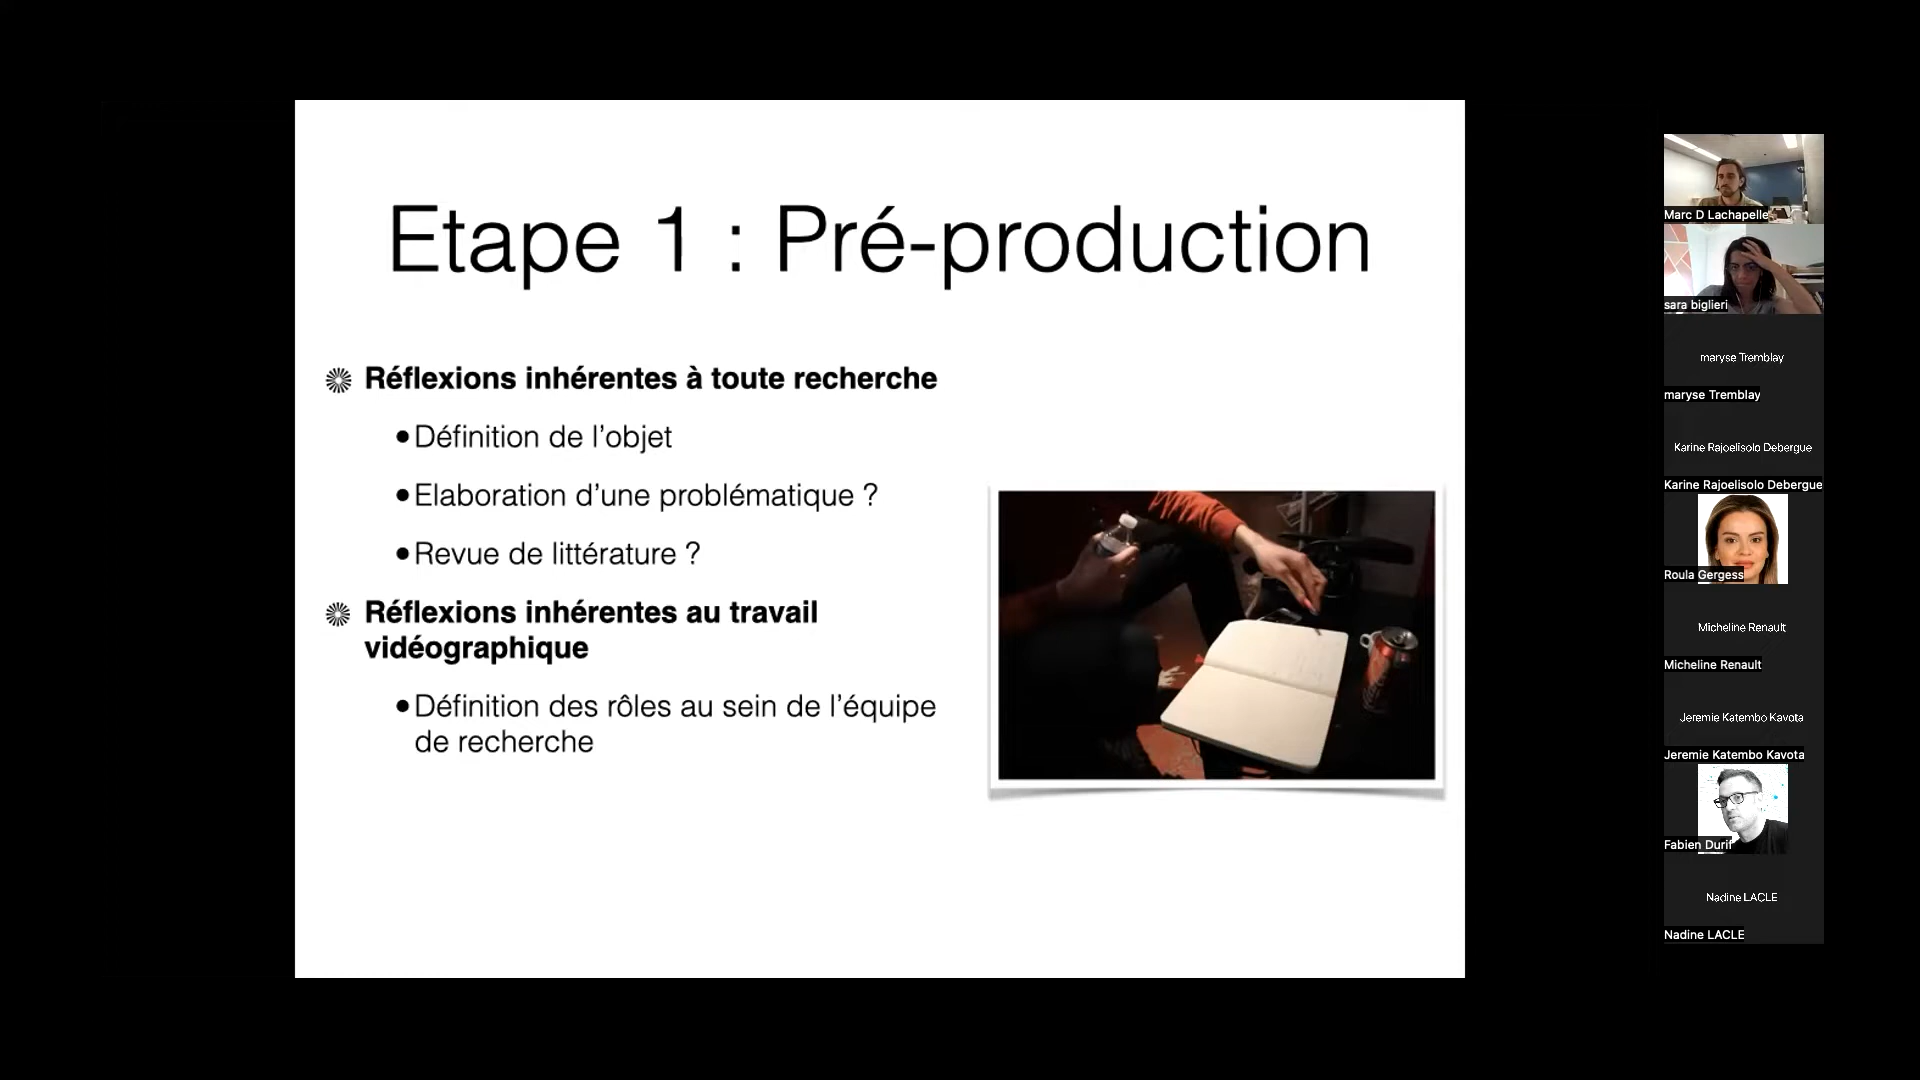 Etape 1 : Pré-production
Réflexions inhérentes à toute recherche
•Définition de l’objet
•Elaboration d’une problématique ?
•Revue de littérature ?
Réflexions inhérentes au travail
vidéographique
•Définition des rôles au sein de l’équipe
de recherche
Marc D Lachapelle
sara biglieri
maryse Tremblay
maryse Tremblay
Karine Rajoelisolo Debergue
Karine Rajoelisolo Debergue
Roula Gergess
Micheline Renault
Micheline Renault
Jeremie Katembo Kavota
Jeremie Katembo Kavota
Fabien Durif
Nadine LACLE
Nadine LACLE